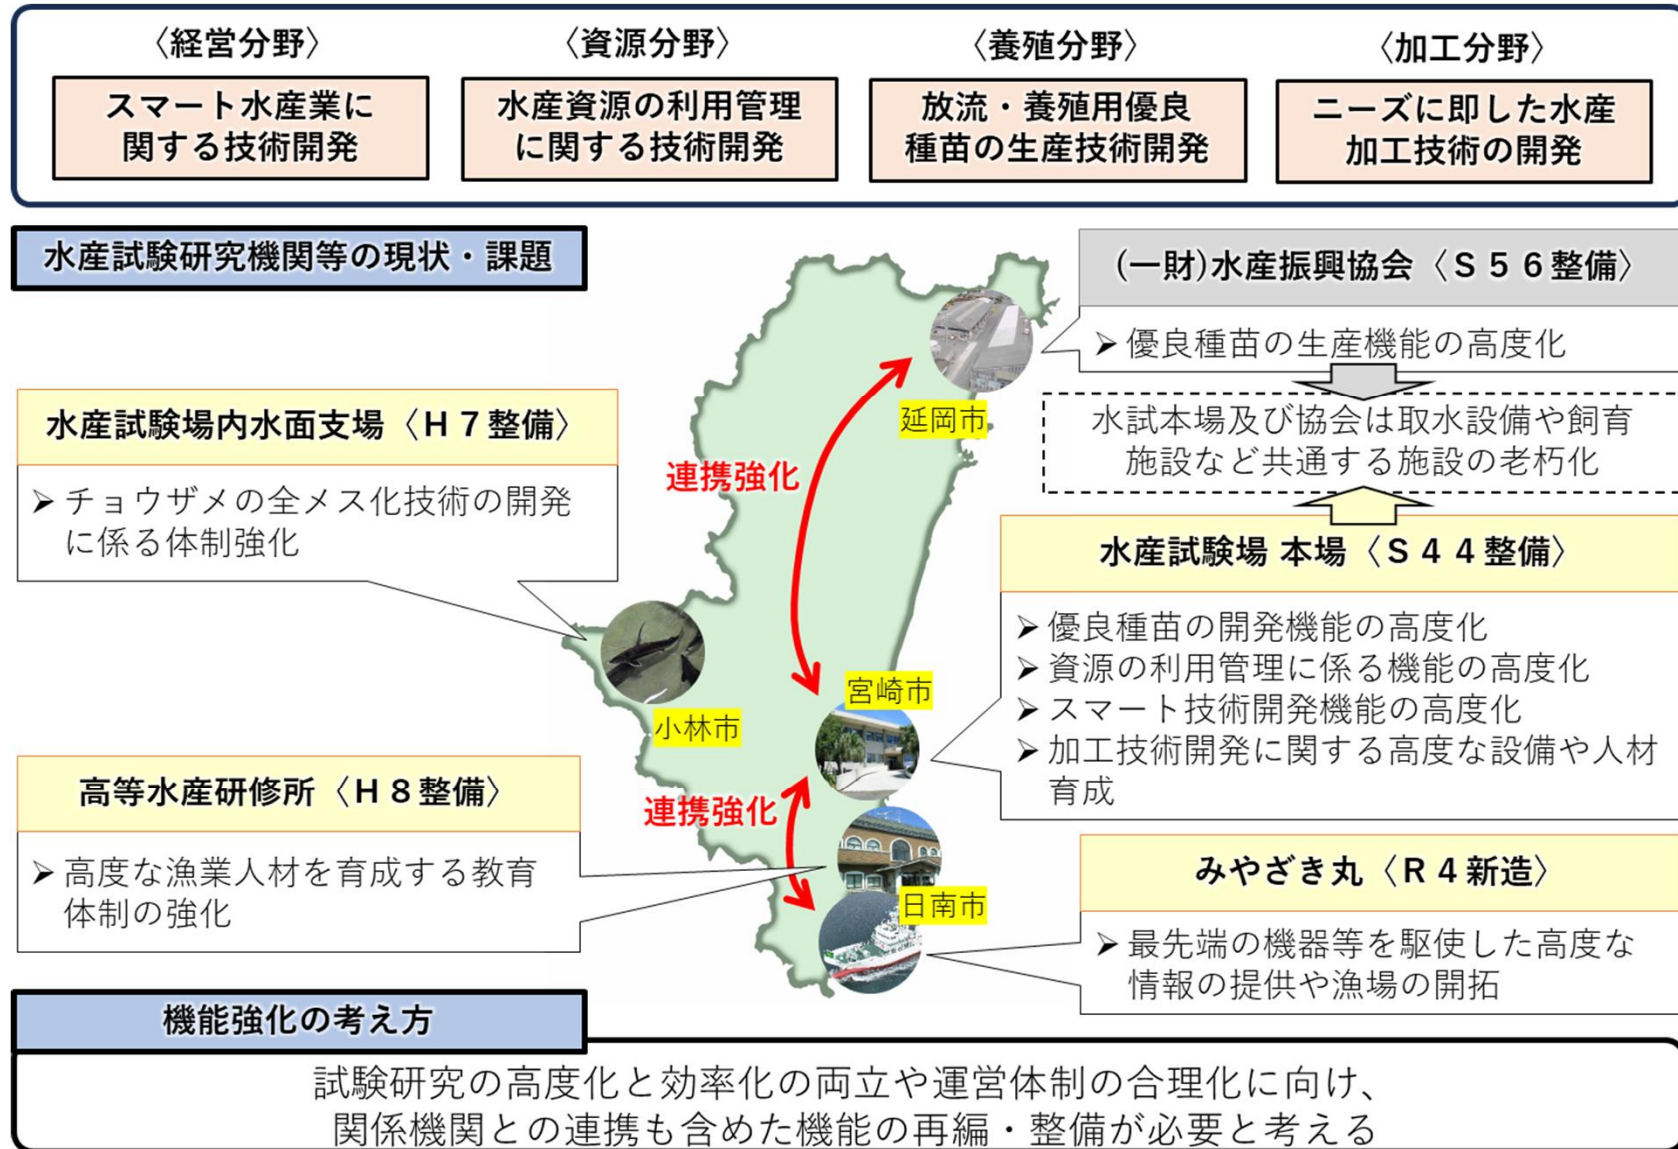 〈経営分野〉
スマート水産業に
関する技術開発
〈資源分野〉
水産資源の利用管理
に関する技術開発
〈養殖分野〉
放流・養殖用優良
種苗の生産技術開発
〈加工分野〉
ニーズに即した水産
加工技術の開発
水産試験研究機関等の現状・課題
(一財)水産振興協会〈Ｓ５６整備〉
➢ 優良種苗の生産機能の高度化
水試本場及び協会は取水設備や飼育
施設など共通する施設の老朽化
水産試験場内水面支場〈Ｈ７整備〉
➢ チョウザメの全メス化技術の開発
に係る体制強化
延岡市
連携強化
水産試験場 本場〈Ｓ４４整備〉
➢ 優良種苗の開発機能の高度化
➢ 資源の利用管理に係る機能の高度化
➢ スマート技術開発機能の高度化
➢ 加工技術開発に関する高度な設備や人材
育成
小林市
宮崎市
高等水産研修所〈Ｈ８整備〉
➢ 高度な漁業人材を育成する教育
体制の強化
連携強化
日南市
みやざき丸〈Ｒ４新造〉
➢ 最先端の機器等を駆使した高度な
情報の提供や漁場の開拓
機能強化の考え方
試験研究の高度化と効率化の両立や運営体制の合理化に向け、
関係機関との連携も含めた機能の再編・整備が必要と考える